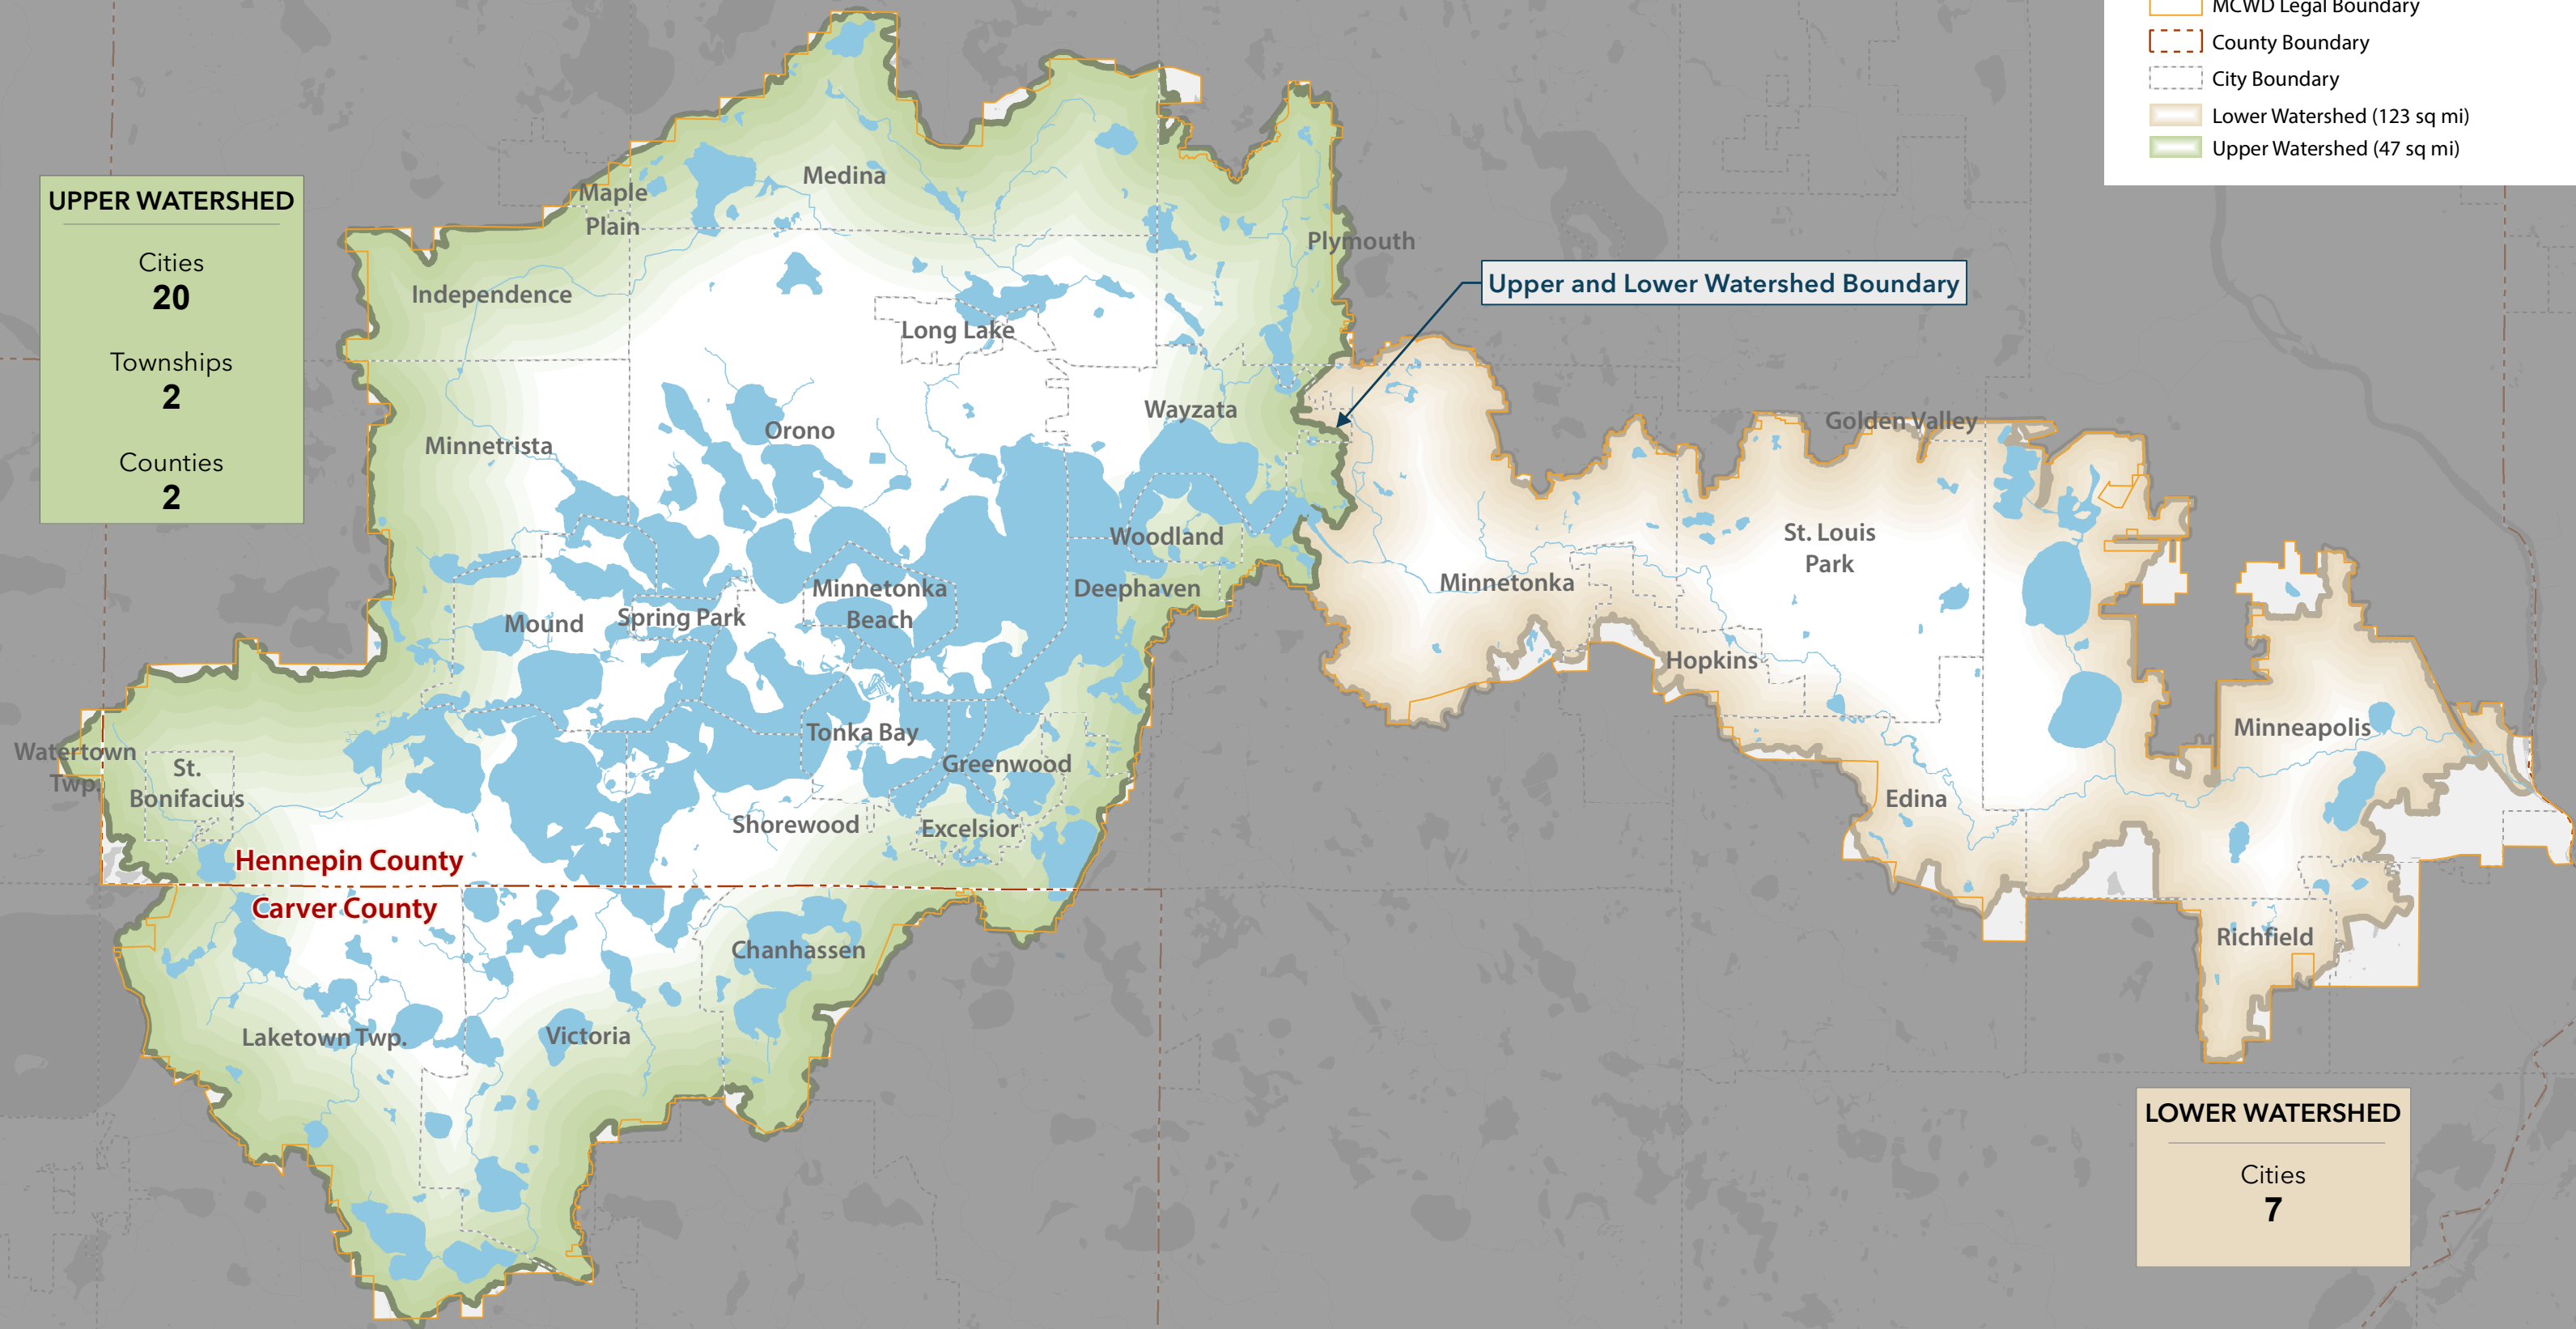 MCWD Legal Boundary
County Boundary
City Boundary
Lower Watershed (123 sq mi)
Upper Watershed (47 sq mi)
UPPER WATERSHED
Cities
20
Townships
2
Counties
2
Upper and Lower Watershed Boundary
Medina
Maple
Plain
Plymouth
Independence
Long Lake
Wayzata
Golden Valley
Orono
Minnetrista
Woodland
St. Louis
Park
Minnetonka
Deephaven
Minnetonka
Beach
Spring Park
Mound
Hopkins
Minneapolis
Tonka Bay
Watertown
Twp.
Greenwood
St.
Bonifacius
Edina
Shorewood
Excelsior
Hennepin County
Carver County
Richfield
Chanhassen
Laketown Twp.
Victoria
LOWER WATERSHED
Cities
7